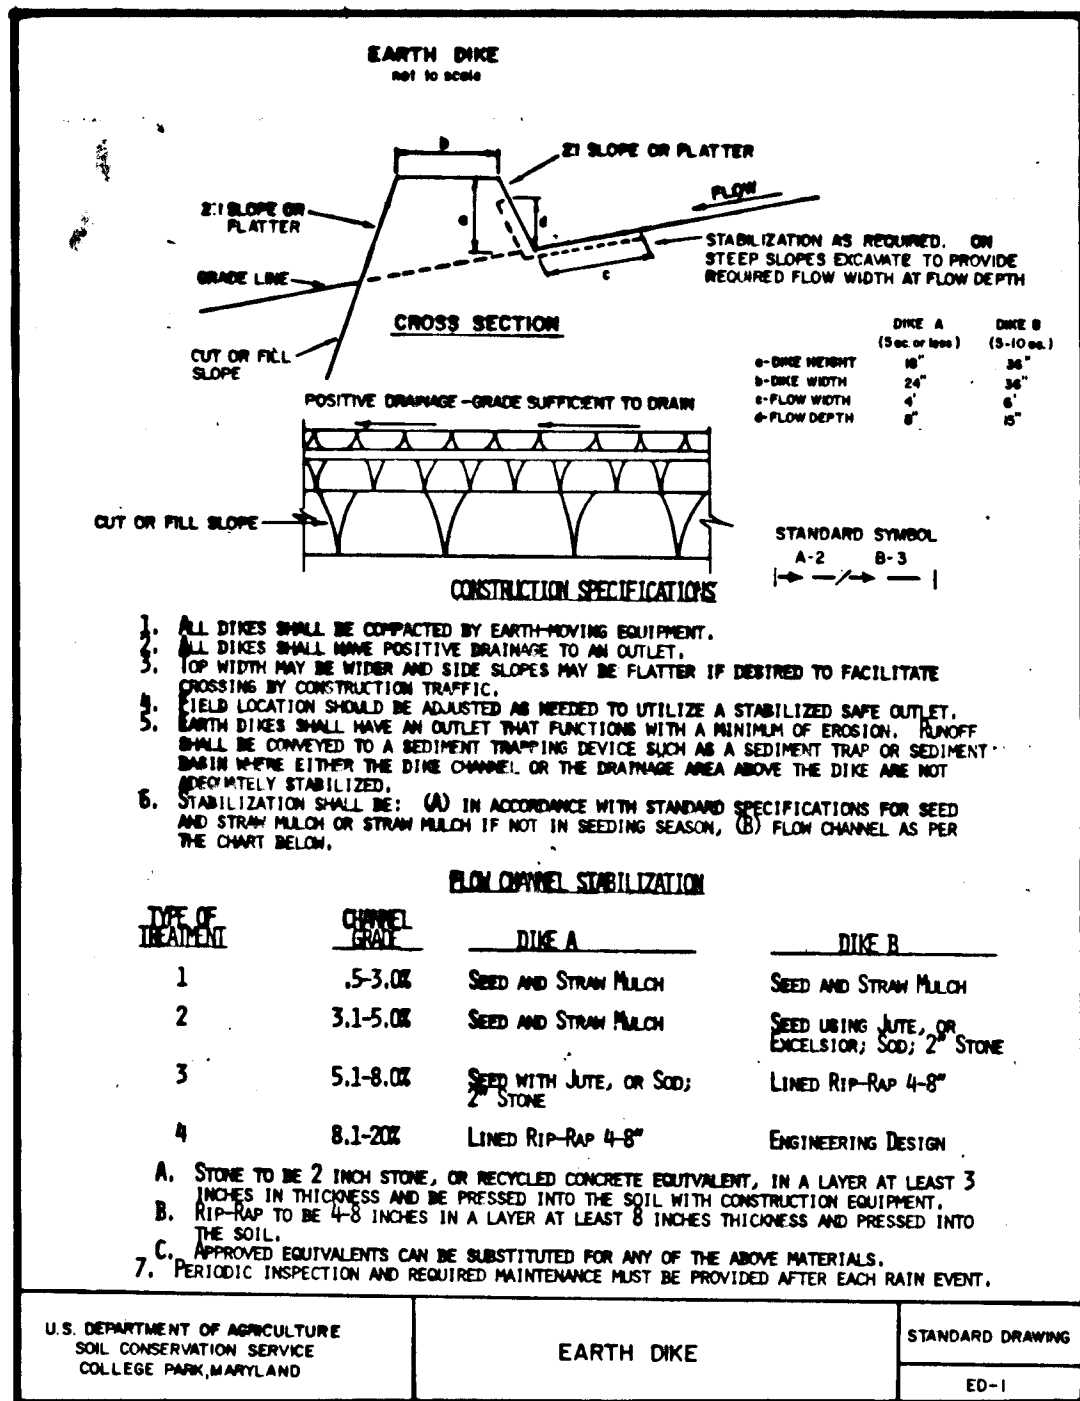 EARTH DIKE
not to scale
b
2:1 SLOPE OR FLATTER
FLOW
2:1 SLOPE OR
FLATTER
a
d
STABILIZATION AS REQUIRED. ON
STEEP SLOPES EXCAVATE TO PROVIDE
REQUIRED FLOW WIDTH AT FLOW DEPTH
c
GRADE LINE
CROSS SECTION
CUT OR FILL
SLOPE
DIKE A DIKE B
(5 ac. or less) (5-10 ac.)
a-DIKE HEIGHT 18" 36"
b-DIKE WIDTH 24" 36"
c-FLOW WIDTH 4' 6'
d-FLOW DEPTH 8" 15"
POSITIVE DRAINAGE-GRADE SUFFICIENT TO DRAIN
CUT OR FILL SLOPE
STANDARD SYMBOL
A-2 B-3
CONSTRUCTION SPECIFICATIONS
1. ALL DIKES SHALL BE COMPACTED BY EARTH-MOVING EQUIPMENT.
2. ALL DIKES SHALL HAVE POSITIVE DRAINAGE TO AN OUTLET.
3. TOP WIDTH MAY BE WIDER AND SIDE SLOPES MAY BE FLATTER IF DESIRED TO FACILITATE
CROSSING BY CONSTRUCTION TRAFFIC.
4. FIELD LOCATION SHOULD BE ADJUSTED AS NEEDED TO UTILIZE A STABILIZED SAFE OUTLET.
5. EARTH DIKES SHALL HAVE AN OUTLET THAT FUNCTIONS WITH A MINIMUM OF EROSION. RUNOFF
SHALL BE CONVEYED TO A SEDIMENT TRAPPING DEVICE SUCH AS A SEDIMENT TRAP OR SEDIMENT
BASIN WHERE EITHER THE DIKE CHANNEL OR THE DRAINAGE AREA ABOVE THE DIKE ARE NOT
ADEQUATELY STABILIZED.
6. STABILIZATION SHALL BE: (A) IN ACCORDANCE WITH STANDARD SPECIFICATIONS FOR SEED
AND STRAW MULCH OR STRAW MULCH IF NOT IN SEEDING SEASON, (B) FLOW CHANNEL AS PER
THE CHART BELOW.
FLOW CHANNEL STABILIZATION
TYPE OF TREATMENT CHANNEL GRADE DIKE A DIKE B
1 .5-3.0% SEED AND STRAW MULCH SEED AND STRAW MULCH
2 3.1-5.0% SEED AND STRAW MULCH SEED USING JUTE, OR
EXCELSIOR; SOD; 2" STONE
3 5.1-8.0% SEED WITH JUTE, OR SOD; LINED RIP-RAP 4-8"
2" STONE
4 8.1-20% LINED RIP-RAP 4-8" ENGINEERING DESIGN
A. STONE TO BE 2 INCH STONE, OR RECYCLED CONCRETE EQUIVALENT, IN A LAYER AT LEAST 3
INCHES IN THICKNESS AND BE PRESSED INTO THE SOIL WITH CONSTRUCTION EQUIPMENT.
B. RIP-RAP TO BE 4-8 INCHES IN A LAYER AT LEAST 8 INCHES THICKNESS AND PRESSED INTO
THE SOIL.
C. APPROVED EQUIVALENTS CAN BE SUBSTITUTED FOR ANY OF THE ABOVE MATERIALS.
7. PERIODIC INSPECTION AND REQUIRED MAINTENANCE MUST BE PROVIDED AFTER EACH RAIN EVENT.
U.S. DEPARTMENT OF AGRICULTURE
SOIL CONSERVATION SERVICE
COLLEGE PARK, MARYLAND
EARTH DIKE
STANDARD DRAWING
ED-1